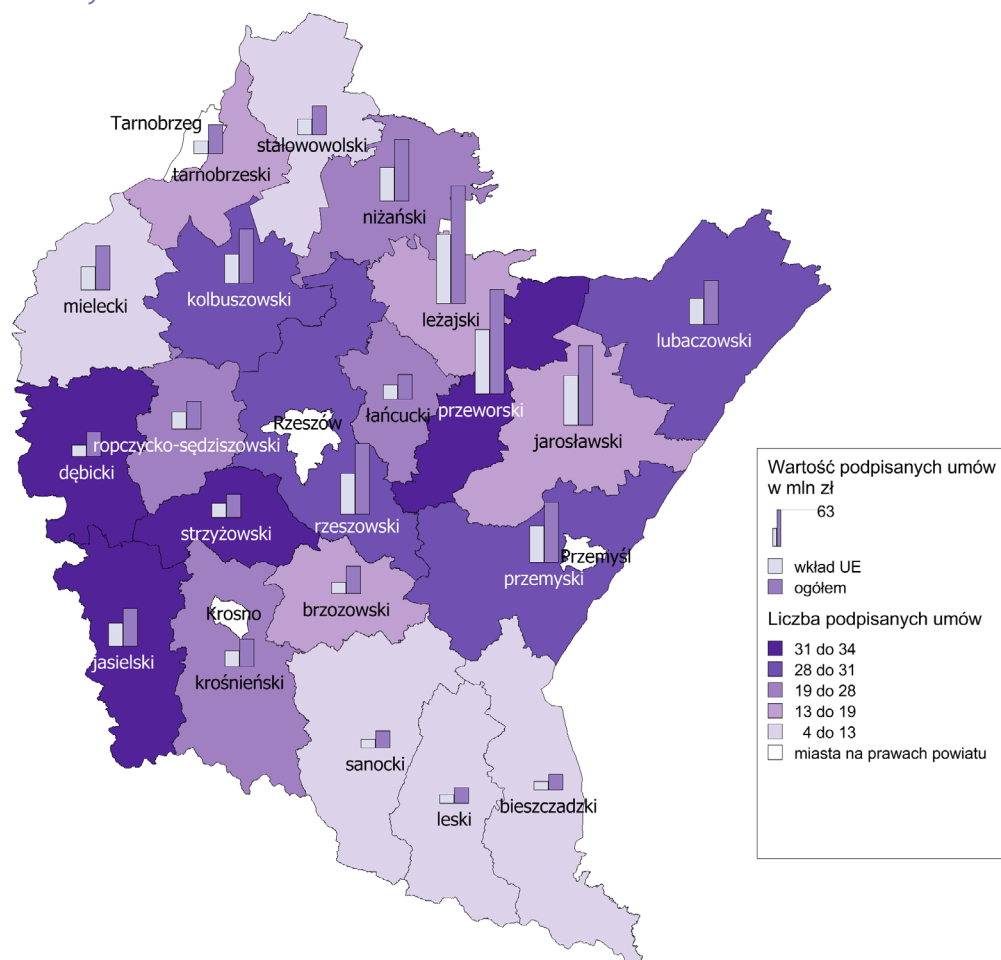 Tarnobrzeg
stalowowolski
tarnobrzeski
niżański
kolbuszowski
mielecki
leżajski
lubaczowski
przeworski
łańcucki
Rzeszów
jarosławski
ropczycko-sędziszowski
dębicki
strzyżowski
rzeszowski
Przemyśl
przemyski
brzozowski
Krosno
jasielski
krośnieński
sanocki
bieszczadzki
leski
Wartość podpisanych umów
w mln zł
63
wkład UE
ogółem
Liczba podpisanych umów
31 do 34
28 do 31
19 do 28
13 do 19
4 do 13
miasta na prawach powiatu